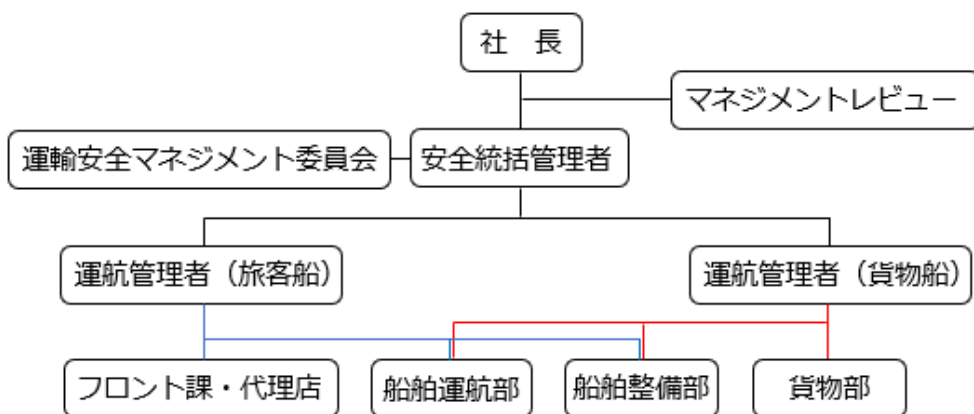 社　長
マネジメントレビュー
運輸安全マネジメント委員会
安全統括管理者
運航管理者（旅客船）
運航管理者（貨物船）
フロント課・代理店
船舶運航部
船舶整備部
貨物部